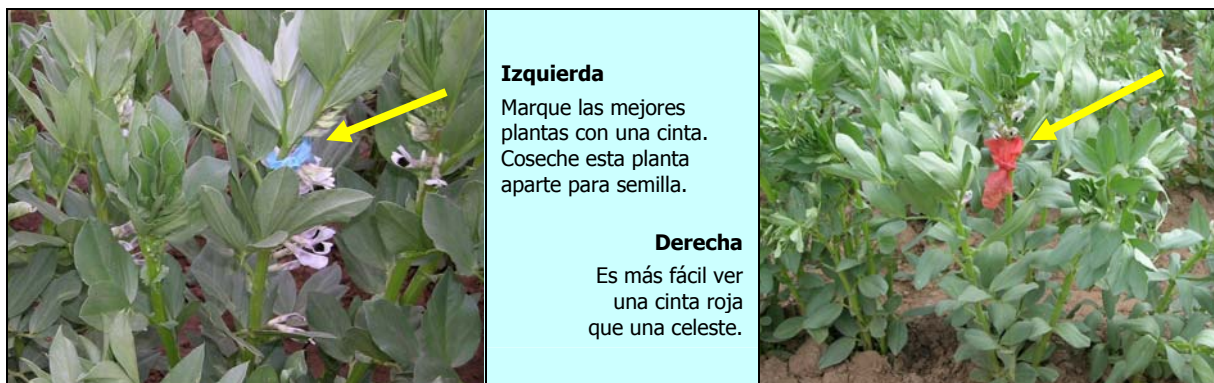 Izquierda
Marque las mejores
plantas con una cinta.
Coseche esta planta
aparte para semilla.
Derecha
Es más fácil ver
una cinta roja
que una celeste.